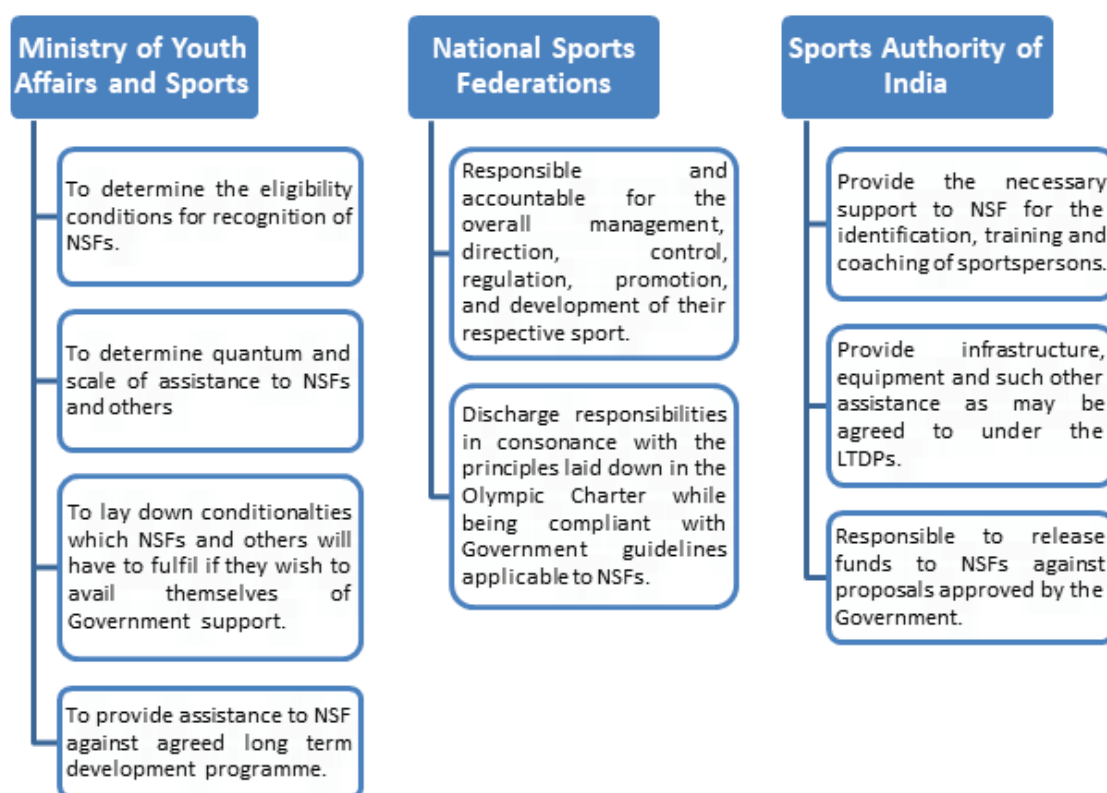 Ministry of Youth
Affairs and Sports
To determine the eligibility
conditions for recognition of
NSFs.
To determine quantum and
scale of assistance to NSFs
and others
To lay down conditionalties
which NSFs and others will
have to fulfil if they wish to
avail themselves of
Government support.
To provide assistance to NSF
against agreed long term
development programme.
National Sports
Federations
Responsible and
accountable for the
overall management,
direction, control,
regulation, promotion,
and development of their
respective sport.
Discharge responsibilities
in consonance with the
principles laid down in the
Olympic Charter while
being compliant with
Government guidelines
applicable to NSFs.
Sports Authority of
India
Provide the necessary
support to NSF for the
identification, training and
coaching of sportspersons.
Provide infrastructure,
equipment and such other
assistance as may be
agreed to under the
LTDPs.
Responsible to release
funds to NSFs against
proposals approved by the
Government.